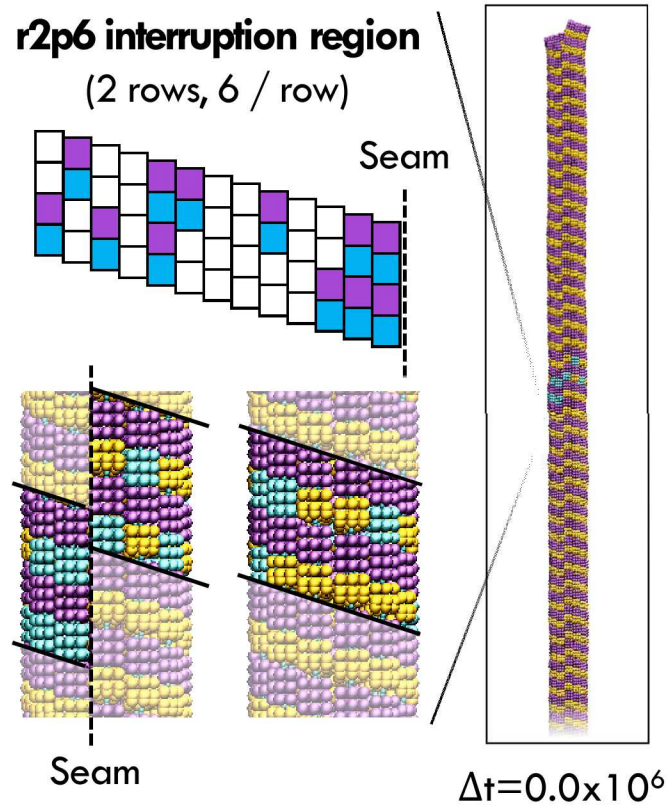 r2p6 interruption region
(2 rows, 6 / row)
Seam
Seam
Δt=0.0x10⁶